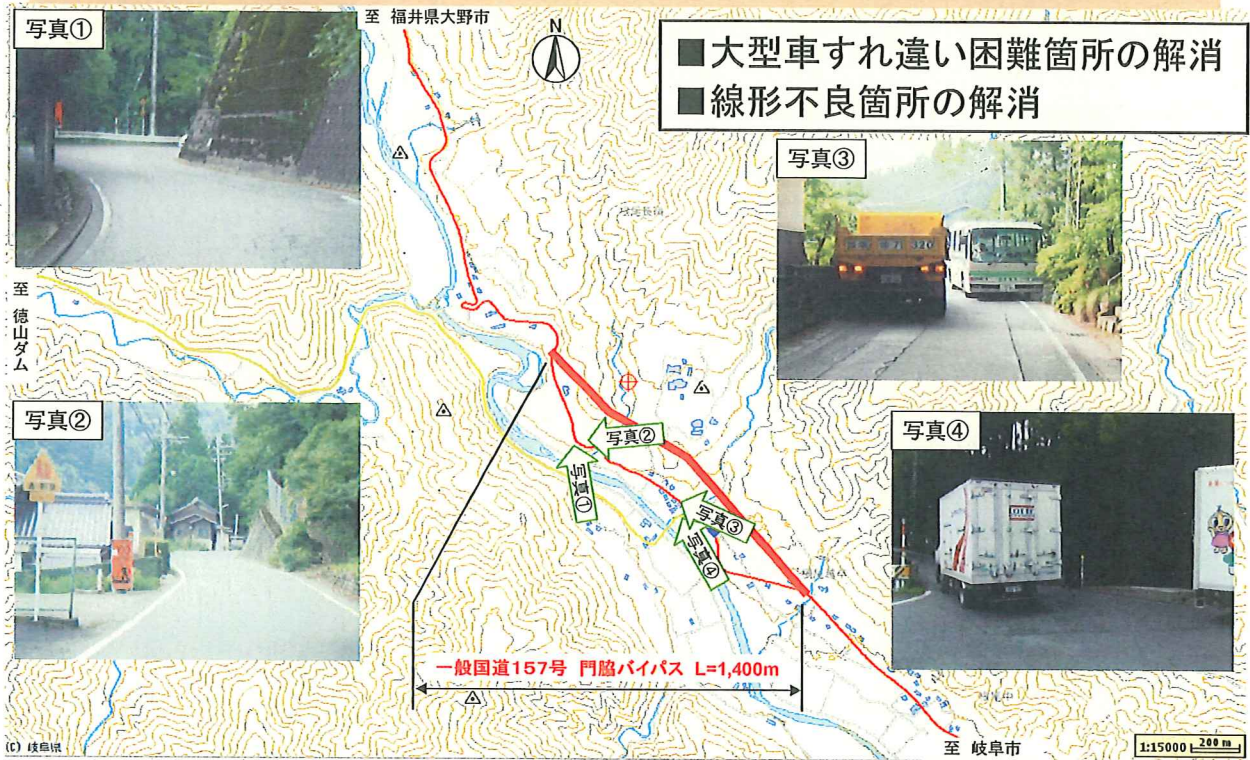 写真①
至 福井県大野市
N
■大型車すれ違い困難箇所の解消
■線形不良箇所の解消
写真③
320
至 徳山ダム
写真②
写真②
写真①
写真③
写真④
写真④
一般国道157号 門脇バイパス L=1,400m
至 岐阜市
(C) 岐阜県
1:15000 200 m